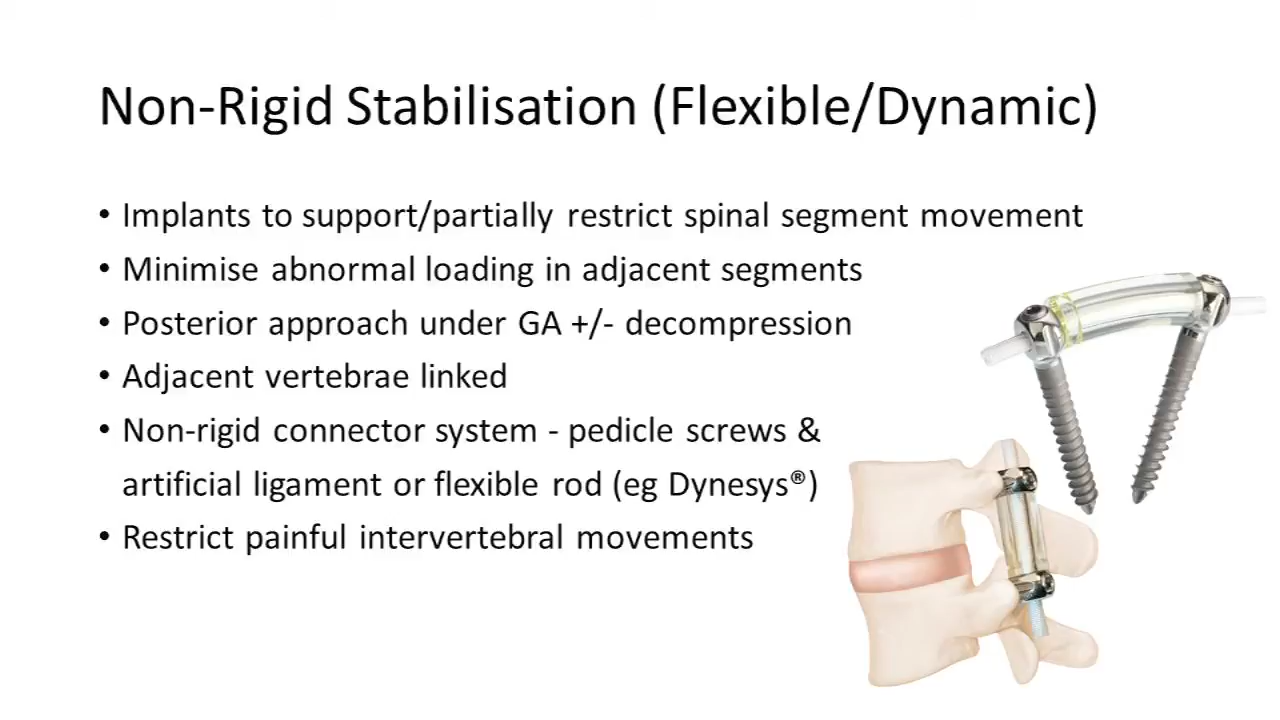 Non-Rigid Stabilisation (Flexible/Dynamic)
• Implants to support/partially restrict spinal segment movement
• Minimise abnormal loading in adjacent segments
• Posterior approach under GA +/- decompression
• Adjacent vertebrae linked
• Non-rigid connector system - pedicle screws &
artificial ligament or flexible rod (eg Dynesys®)
• Restrict painful intervertebral movements